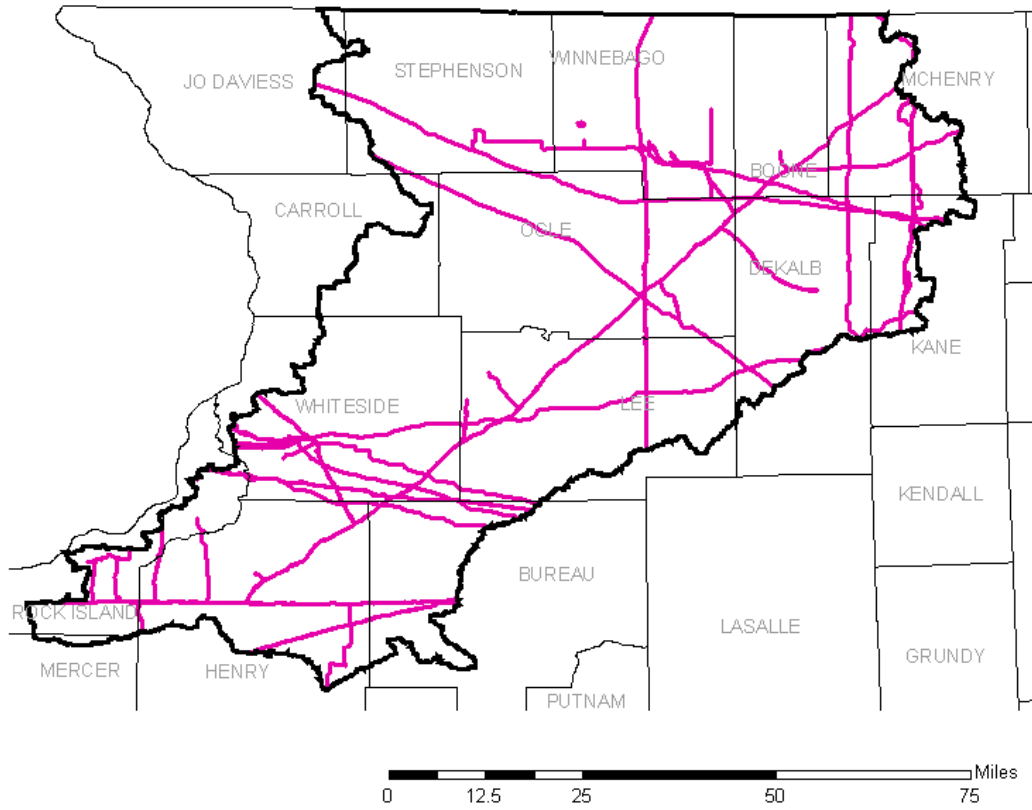 WINNEBAGO
STEPHENSON
JO DAVIESS
MCHENRY
BOONE
CARROLL
OGLE
DEKALB
KANE
WHITESIDE
LEE
KENDALL
BUREAU
ROCK ISLAND
LASALLE
GRUNDY
MERCER
HENRY
PUTNAM
Miles
0 12.5 25 50 75